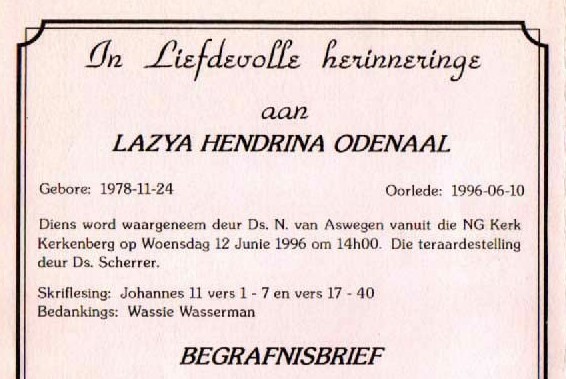 In Liefdevolle herinneringe
aan
LAZYA HENDRINA ODENAAL
Gebore: 1978-11-24 Oorlede: 1996-06-10
Diens word waargeneem deur Ds. N. van Aswegen vanuit die NG Kerk
Kerkenberg op Woensdag 12 Junie 1996 om 14h00. Die teraardestelling
deur Ds. Scherrer.
Skriflesing: Johannes 11 vers 1 - 7 en vers 17 - 40
Bedankings: Wassie Wasserman
BEGRAFNISBRIEF